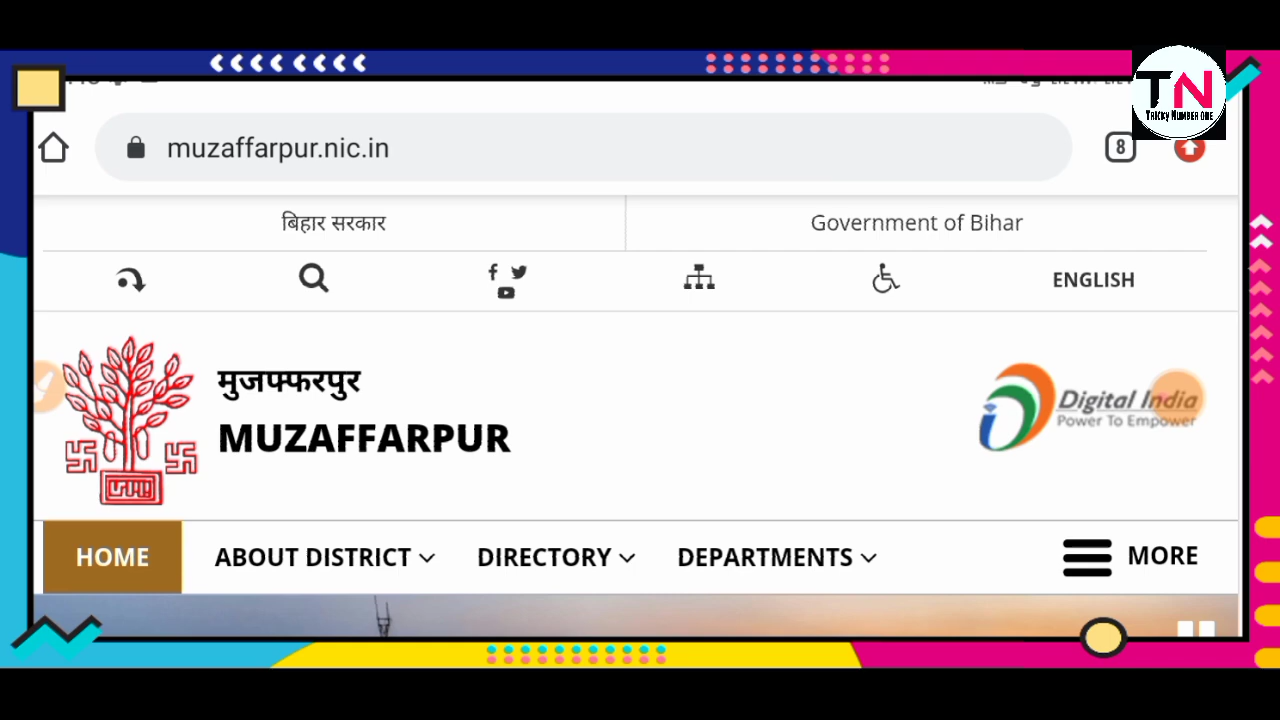 TN
Tricky Number one
muzaffarpur.nic.in
8
बिहार सरकार
Government of Bihar
ENGLISH
मुजफ्फरपुर
MUZAFFARPUR
Digital India
Power To Empower
HOME
ABOUT DISTRICT
DIRECTORY
DEPARTMENTS
MORE